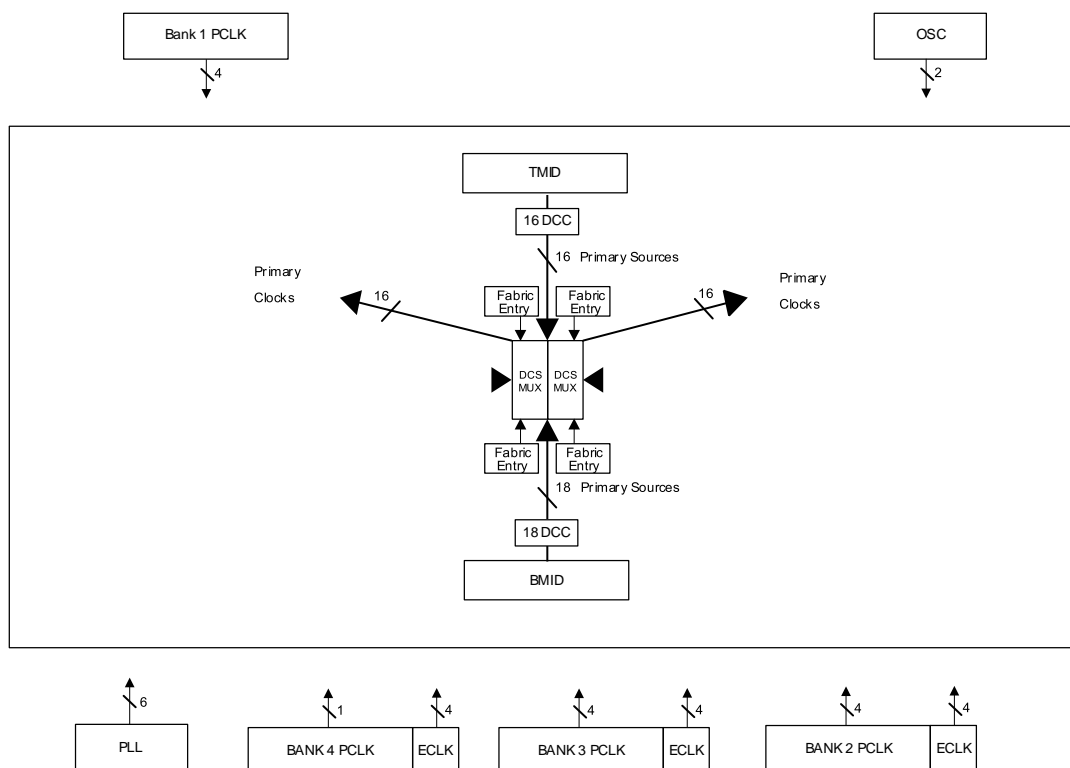 Bank 1 PCLK
4
OSC
2
TMID
16 DCC
16 Primary Sources
Primary
Clocks
16
Primary
Clocks
16
Fabric
Entry
Fabric
Entry
DCS
MUX
DCS
MUX
Fabric
Entry
Fabric
Entry
18 Primary Sources
18 DCC
BMID
6
1
4
4
4
4
4
PLL
BANK 4 PCLK
ECLK
BANK 3 PCLK
ECLK
BANK 2 PCLK
ECLK